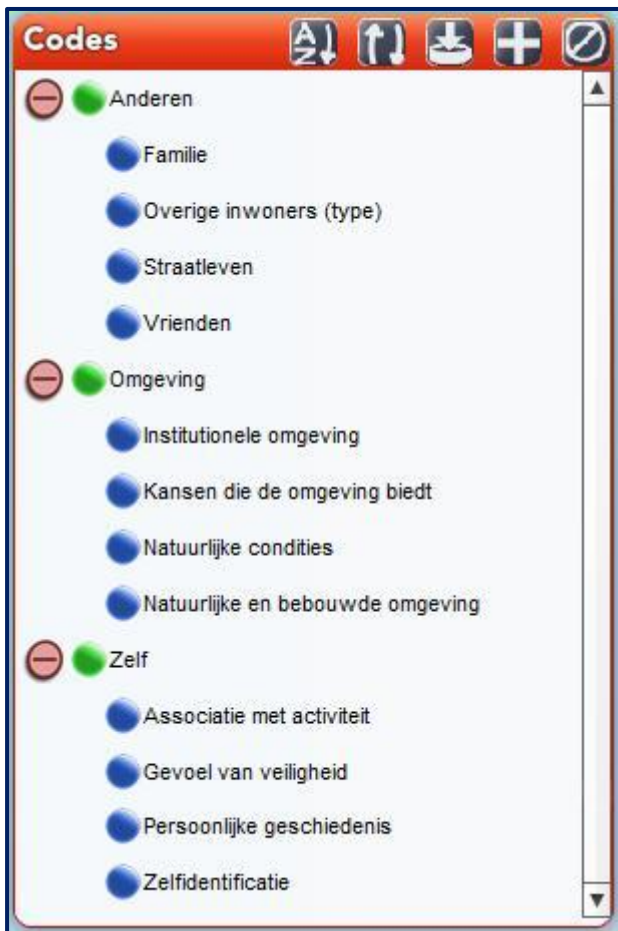 Codes
Anderen
Familie
Overige inwoners (type)
Straatleven
Vrienden
Omgeving
Institutionele omgeving
Kansen die de omgeving biedt
Natuurlijke condities
Natuurlijke en bebouwde omgeving
Zelf
Associatie met activiteit
Gevoel van veiligheid
Persoonlijke geschiedenis
Zelfidentificatie